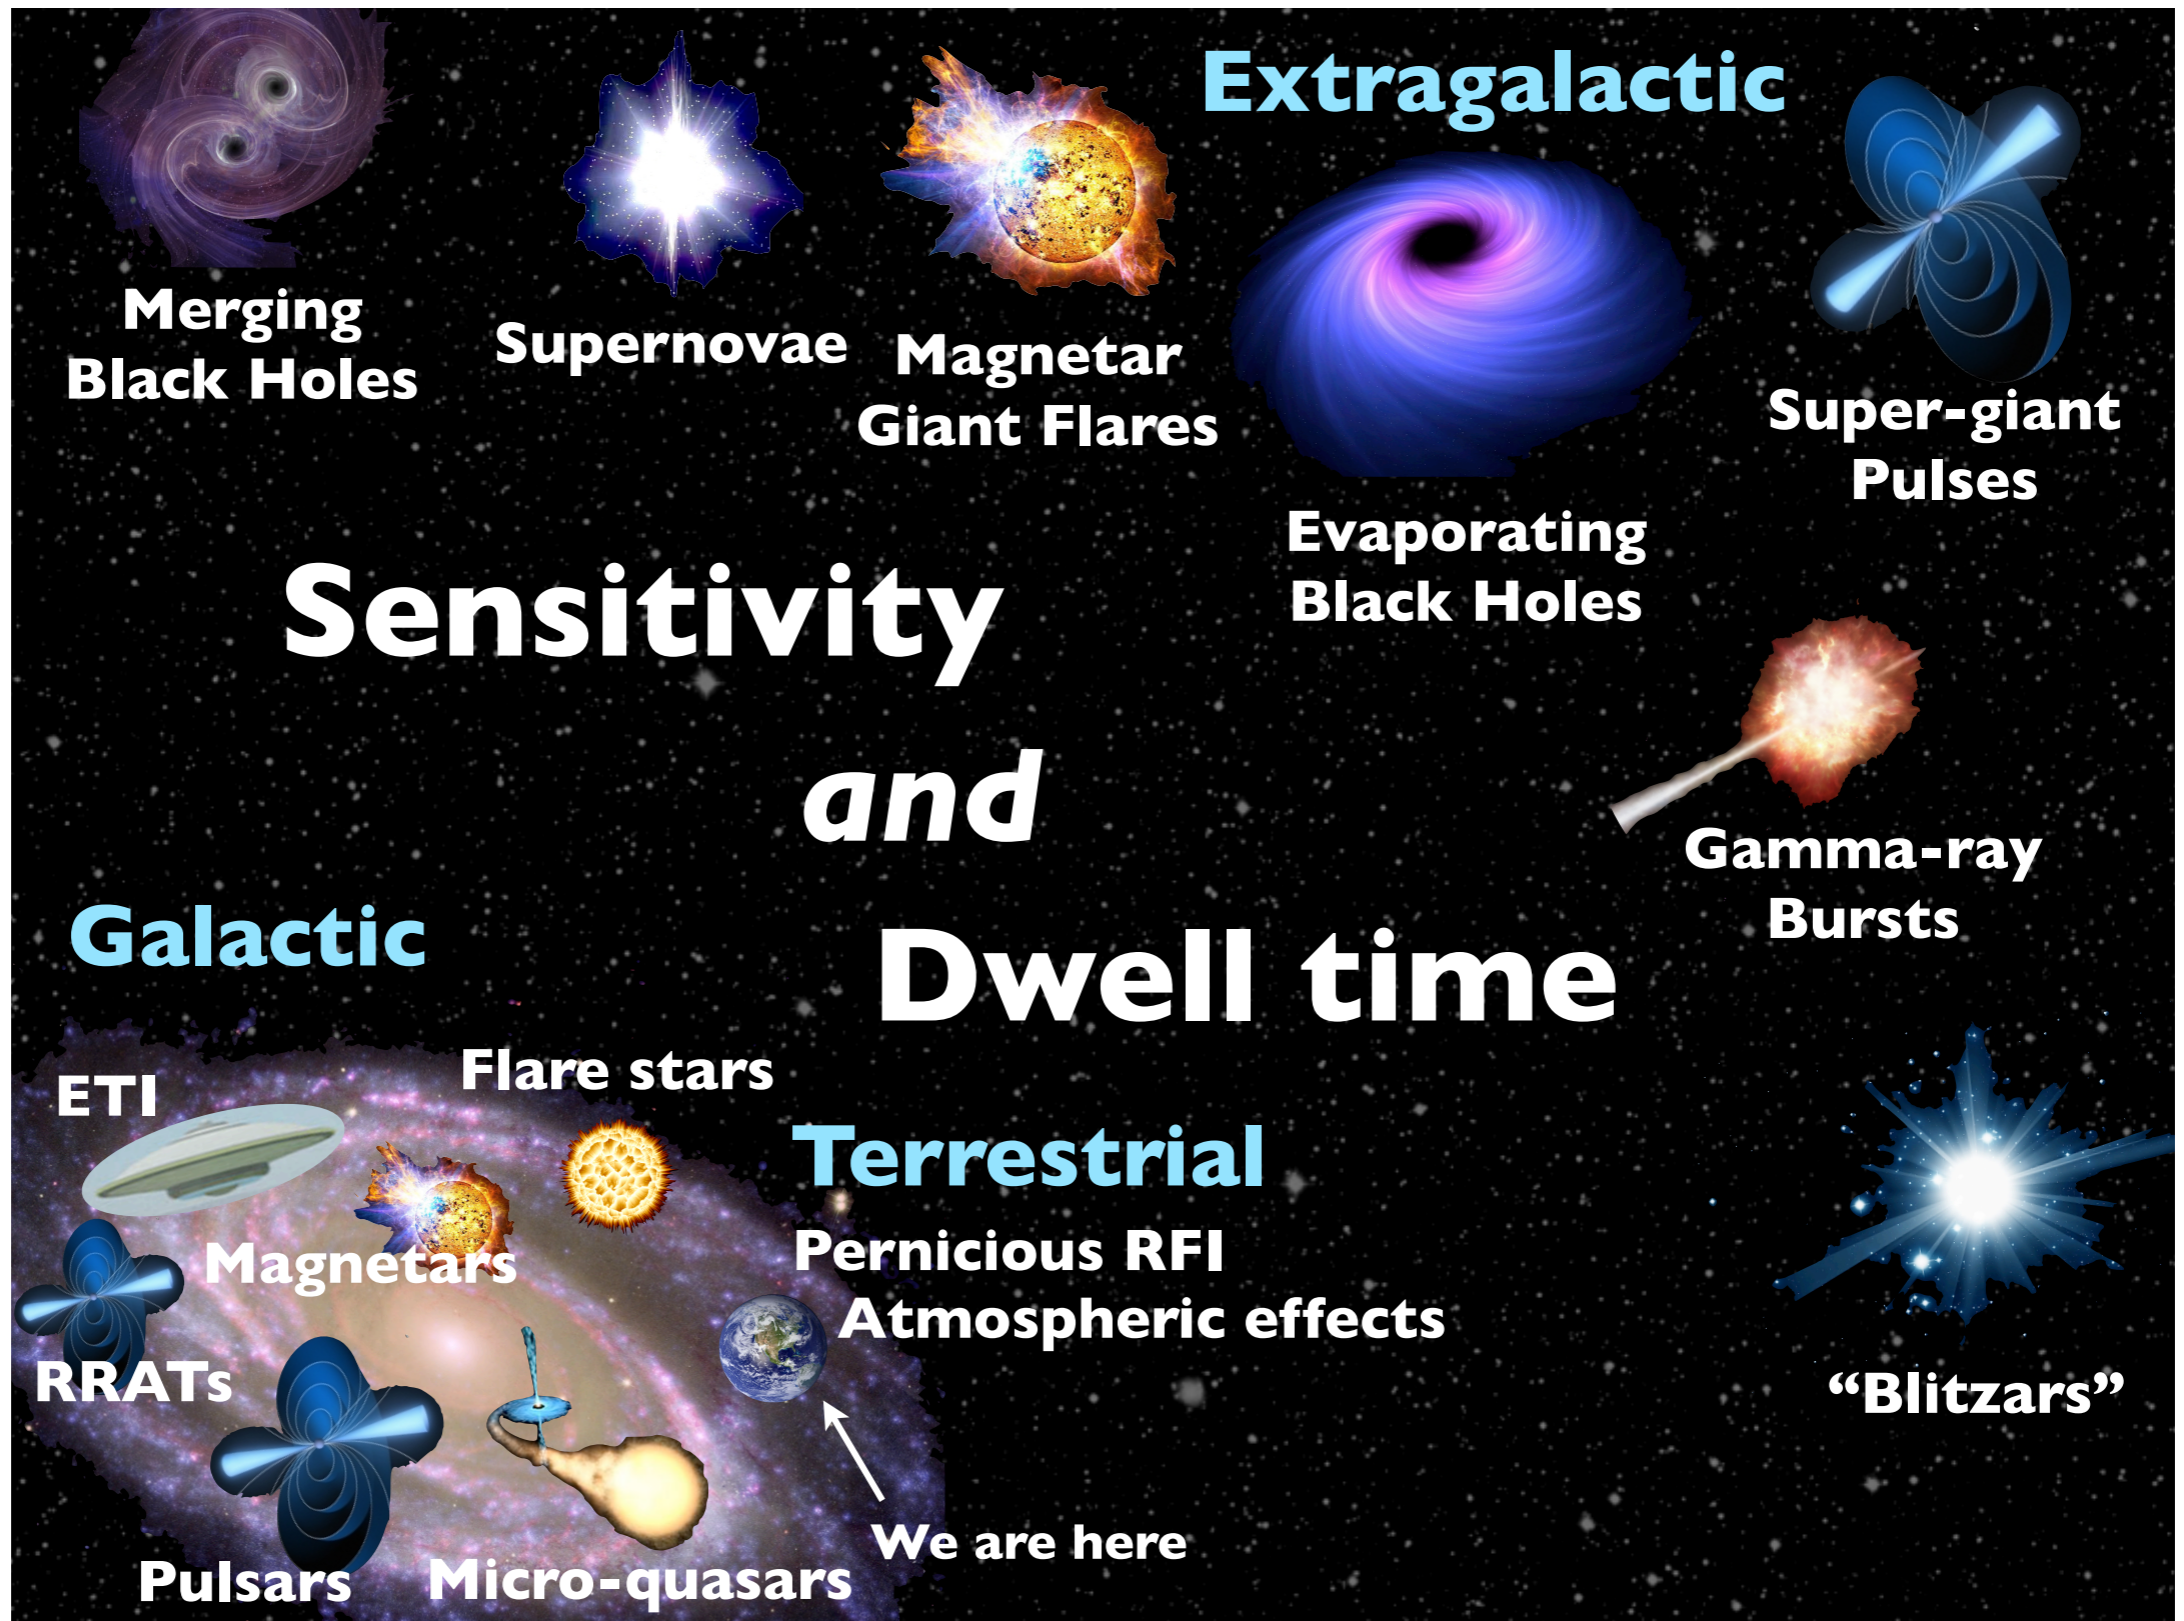 Extragalactic
Merging
Black Holes
Supernovae
Magnetar
Giant Flares
Evaporating
Black Holes
Super-giant
Pulses
Sensitivity
and
Dwell time
Gamma-ray
Bursts
Galactic
ETI
Flare stars
Magnetars
RRATs
Pulsars
Micro-quasars
Terrestrial
Pernicious RFI
Atmospheric effects
We are here
“Blitzars”